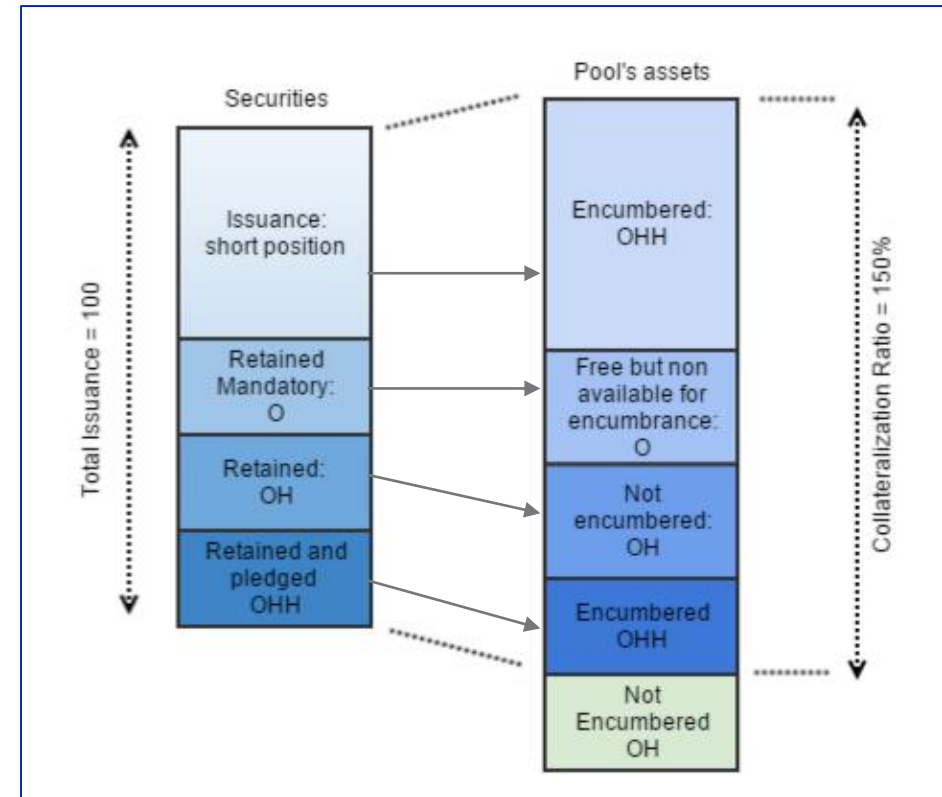 Pool's assets
Securities
Total Issuance = 100
Issuance:
short position
Retained
Mandatory:
O
Retained:
OH
Retained and
pledged
OHH
Encumbered:
OHH
Free but non
available for
encumbrance:
O
Not
encumbered:
OH
Encumbered
OHH
Not
Encumbered
OH
Collateralization Ratio = 150%